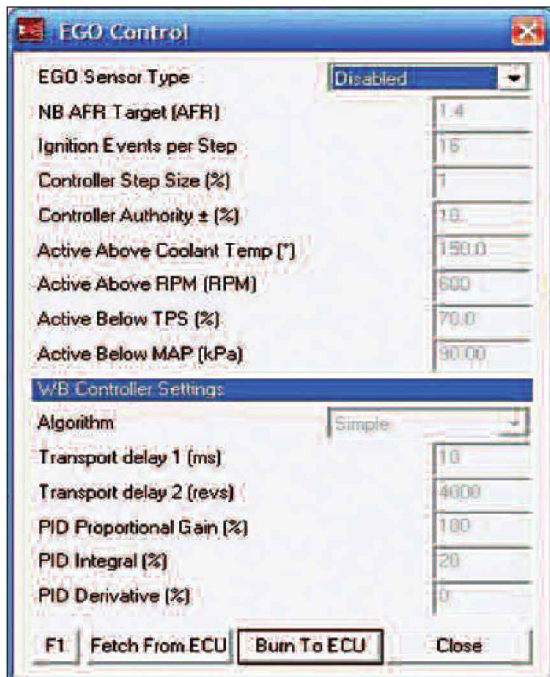 EGO Control
EGO Sensor Type Disabled
NB AFR Target (AFR) 1.4
Ignition Events per Step 16
Controller Step Size (%) 1
Controller Authority ± (%) 10.
Active Above Coolant Temp (°) 150.0
Active Above RPM (RPM) 600
Active Below TPS (%) 70.0
Active Below MAP (kPa) 90.00
WB Controller Settings
Algorithm Simple
Transport delay 1 (ms) 10
Transport delay 2 (revs) 4000
PID Proportional Gain (%) 100
PID Integral (%) 20
PID Derivative (%) 0
F1 Fetch From ECU Burn To ECU Close